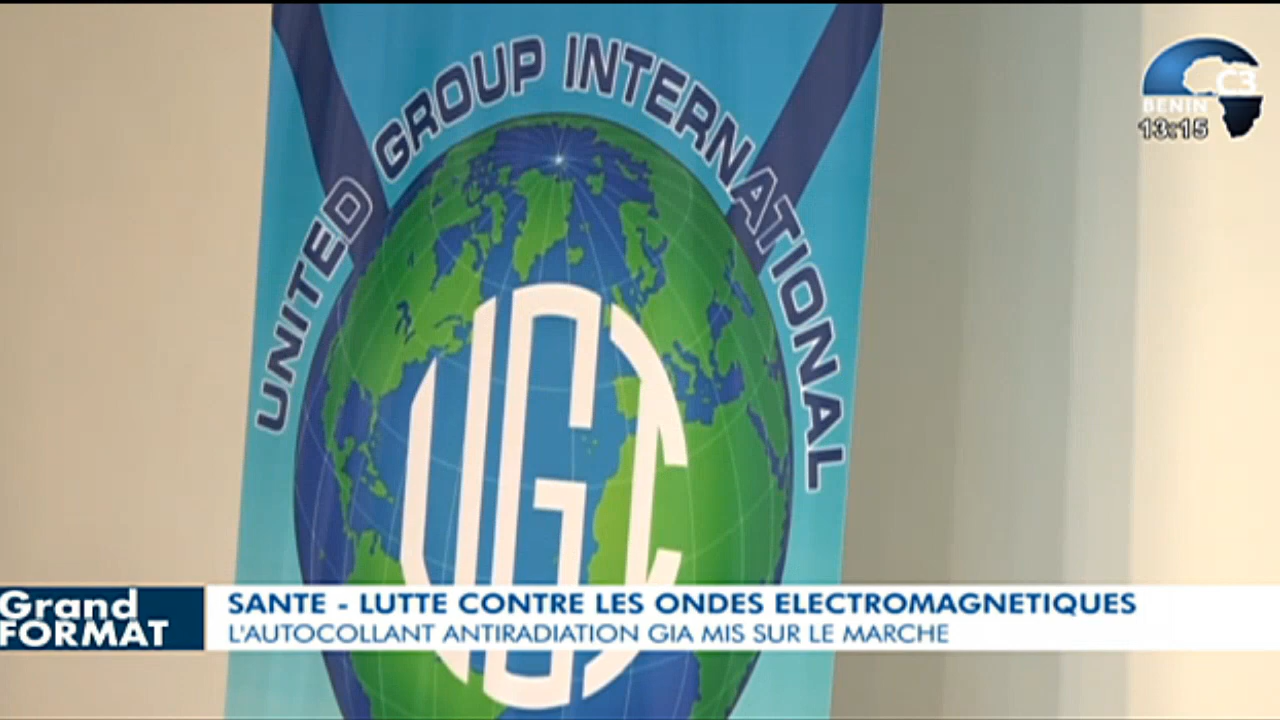 UNITED GROUP INTERNATIONAL
UGI
C3
BENIN
13:15
Grand
FORMAT
SANTE - LUTTE CONTRE LES ONDES ELECTROMAGNETIQUES
L'AUTOCOLLANT ANTIRADIATION GIA MIS SUR LE MARCHE